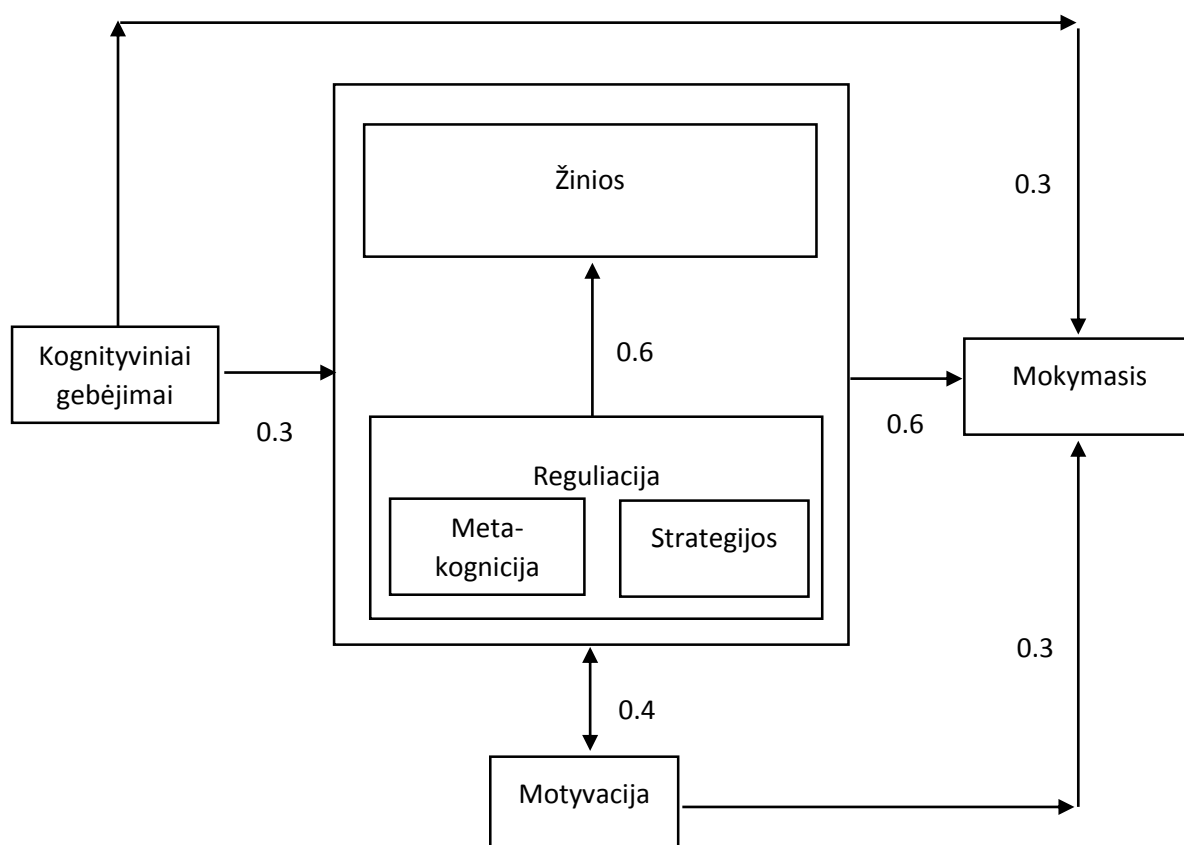 Žinios
0.3
0.6
Kognityviniai
gebėjimai
0.3
Mokymasis
0.6
Reguliacija
Meta-
kognicija
Strategijos
0.3
0.4
Motyvacija